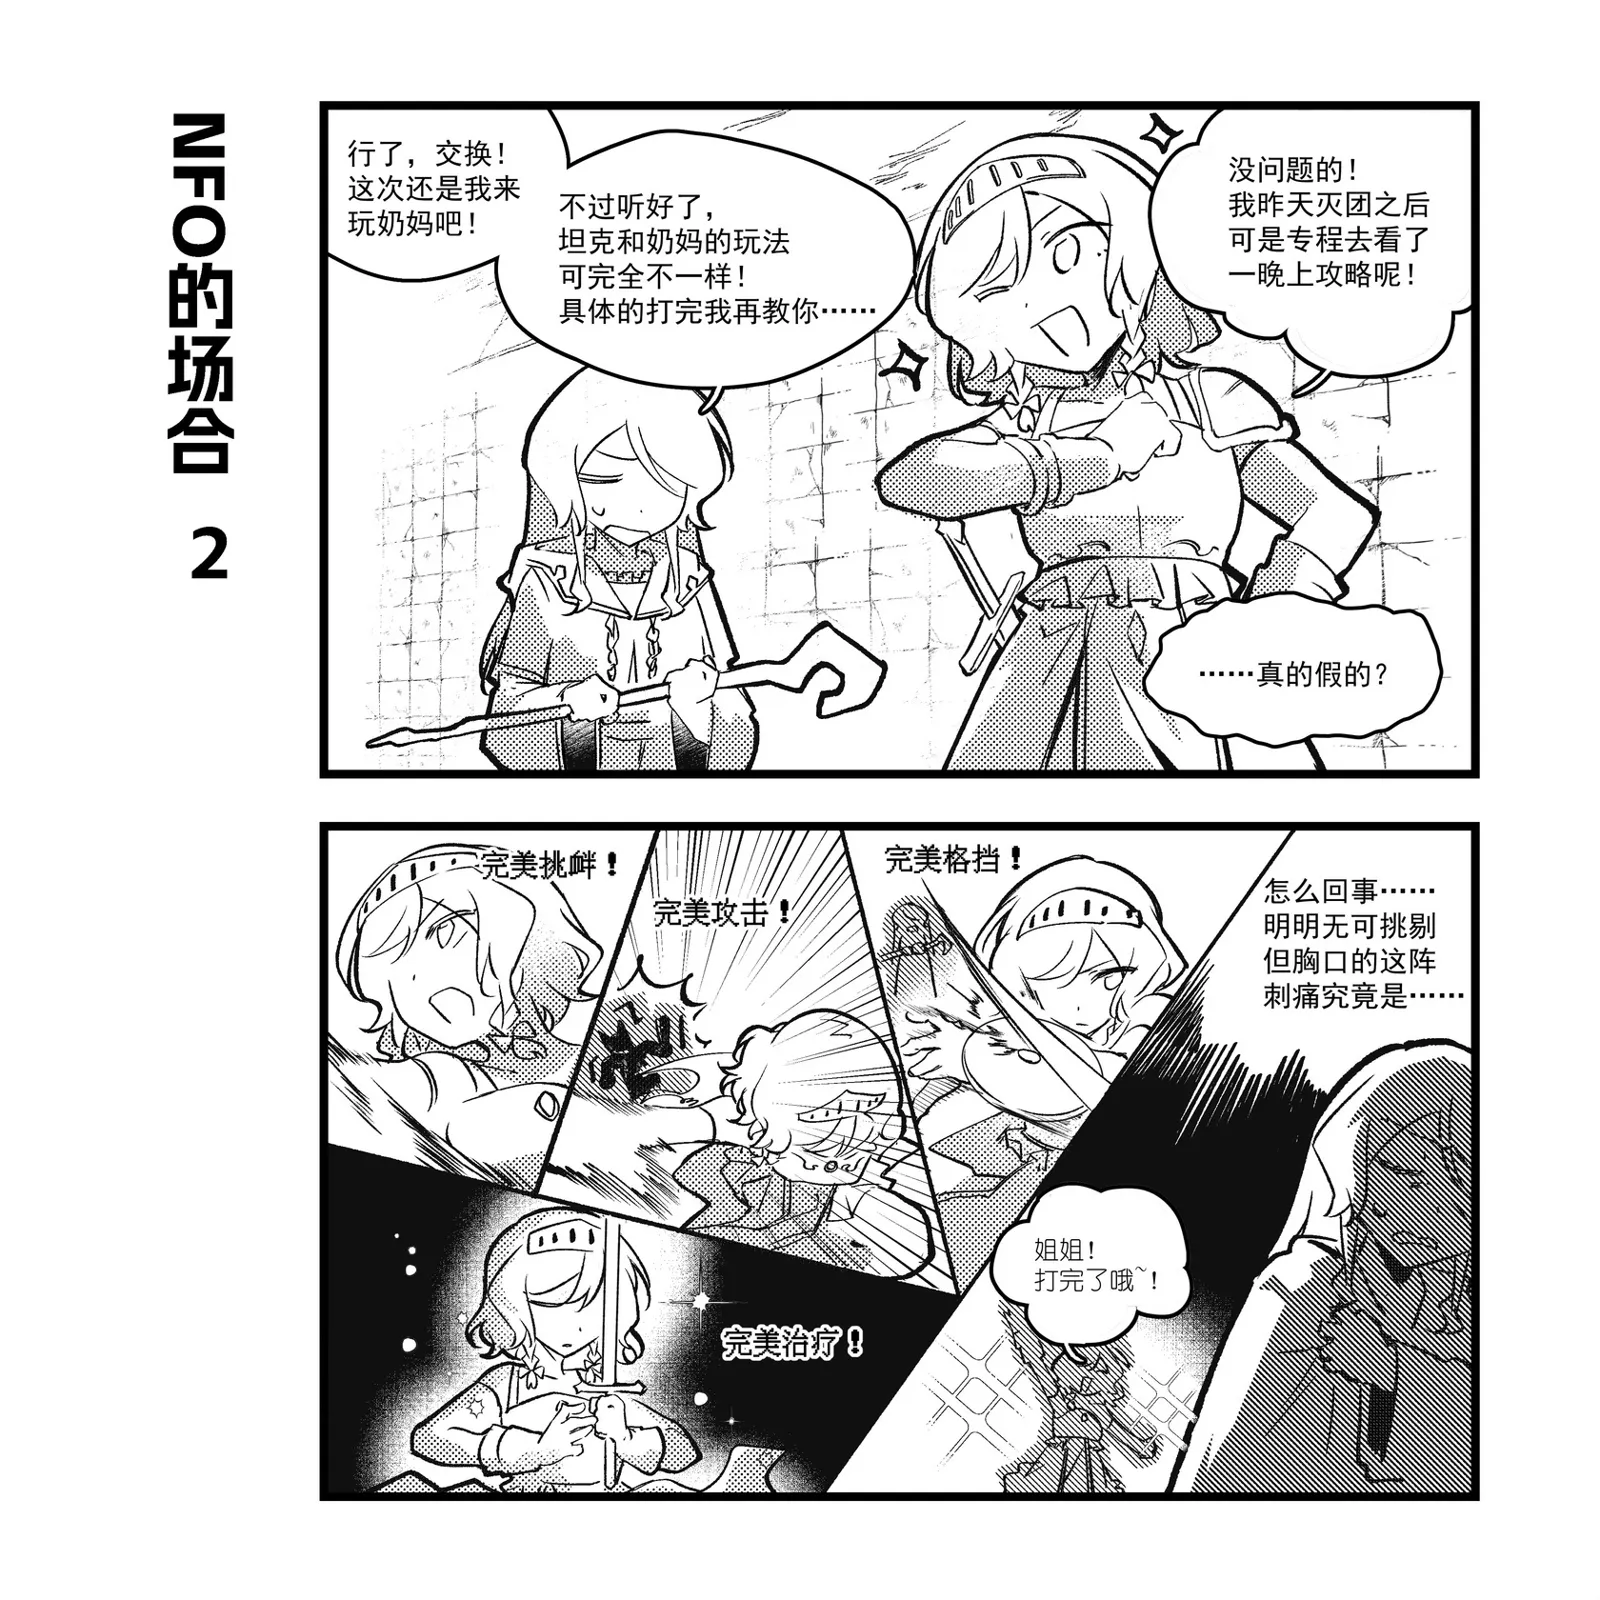 NFO的场合 2
行了，交换！
这次还是我来
玩奶妈吧！
不过听好了，
坦克和奶妈的玩法
可完全不一样！
具体的打完我再教你……
没问题的！
我昨天灭团之后
可是专程去看了
一晚上攻略呢！
……真的假的？
完美挑衅！
完美攻击！
完美格挡！
怎么回事……
明明无可挑剔
但胸口的这阵
刺痛究竟是……
完美治疗！
姐姐！
打完了哦~！